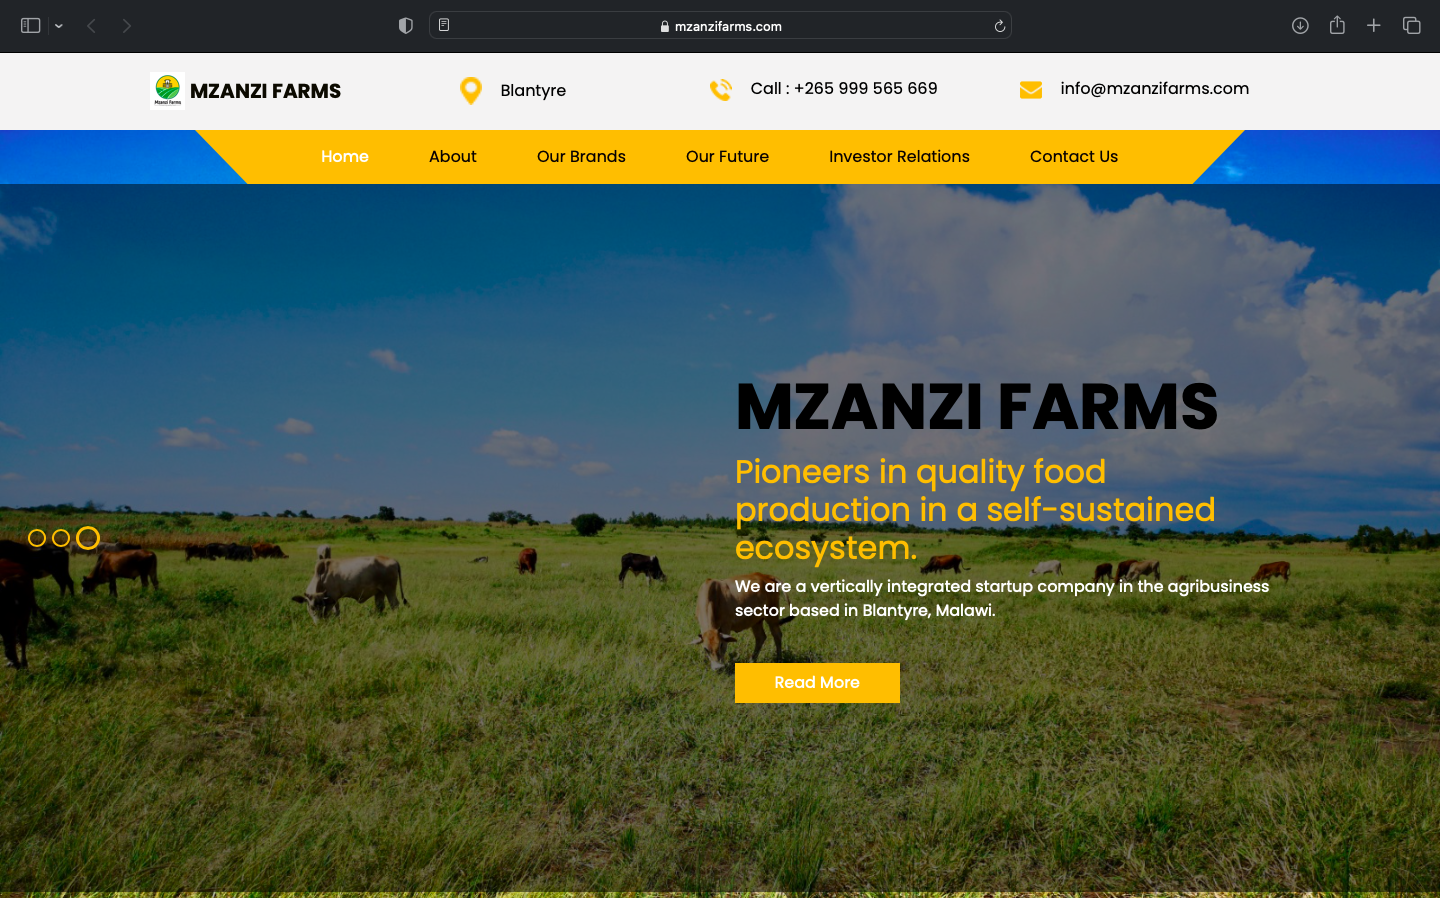 mzanzifarms.com
Mzanzi Farms
MZANZI FARMS
Blantyre
Call : +265 999 565 669
info@mzanzifarms.com
Home
About
Our Brands
Our Future
Investor Relations
Contact Us
MZANZI FARMS
Pioneers in quality food
production in a self-sustained
ecosystem.
We are a vertically integrated startup company in the agribusiness
sector based in Blantyre, Malawi.
Read More